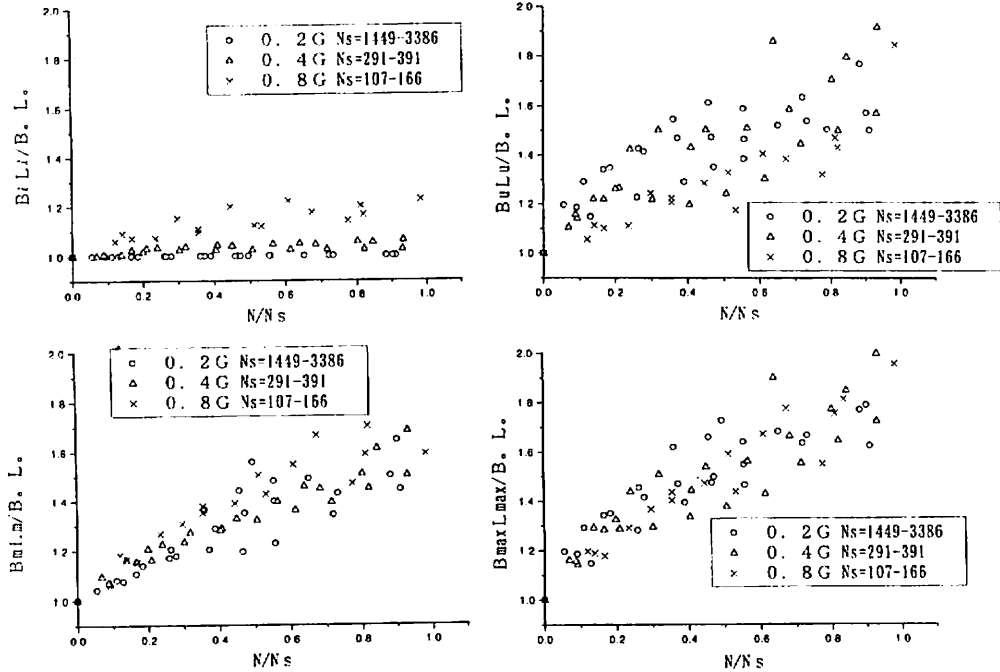 2.0
1.8
1.6
1.4
1.2
1.0
BiLi/B. L.
○ 0. 2G Ns=1449-3386
△ 0. 4G Ns=291-391
× 0. 8G Ns=107-166
0.0 0.2 0.4 0.6 0.8 1.0
N/Ns
2.0
1.8
1.6
1.4
1.2
1.0
BuLu/B. L.
○ 0. 2G Ns=1449-3386
△ 0. 4G Ns=291-391
× 0. 8G Ns=107-166
0.0 0.2 0.4 0.6 0.8 1.0
N/Ns
2.0
1.8
1.6
1.4
1.2
1.0
BmLm/B. L.
○ 0. 2G Ns=1449-3386
△ 0. 4G Ns=291-391
× 0. 8G Ns=107-166
0.0 0.2 0.4 0.6 0.8 1.0
N/Ns
2.0
1.8
1.6
1.4
1.2
1.0
BmaxLmax/B. L.
○ 0. 2G Ns=1449-3386
△ 0. 4G Ns=291-391
× 0. 8G Ns=107-166
0.0 0.2 0.4 0.6 0.8 1.0
N/Ns